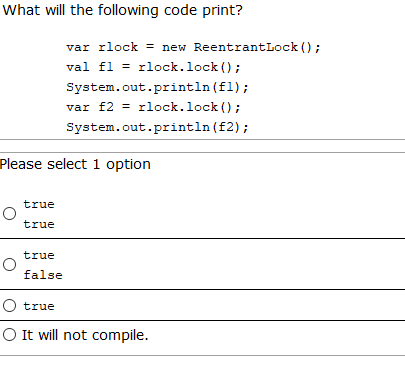 What will the following code print?
var rlock = new ReentrantLock();
val f1 = rlock.lock();
System.out.println(f1);
var f2 = rlock.lock();
System.out.println(f2);
Please select 1 option
true
true
true
false
true
It will not compile.